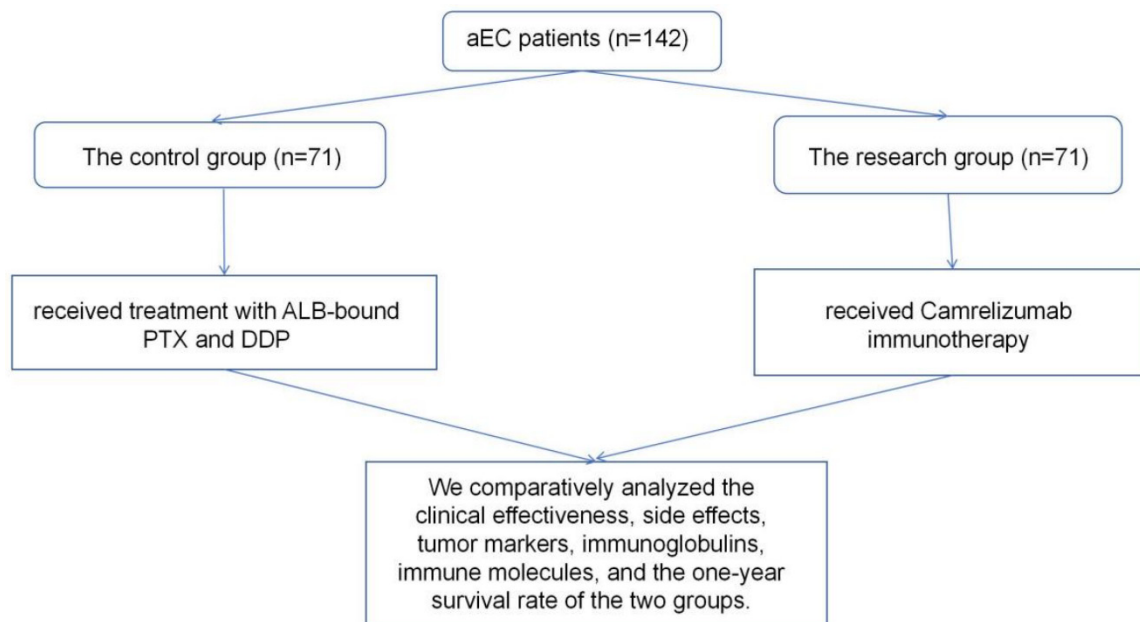 aEC patients (n=142)
The control group (n=71)
The research group (n=71)
received treatment with ALB-bound
PTX and DDP
received Camrelizumab
immunotherapy
We comparatively analyzed the
clinical effectiveness, side effects,
tumor markers, immunoglobulins,
immune molecules, and the one-year
survival rate of the two groups.